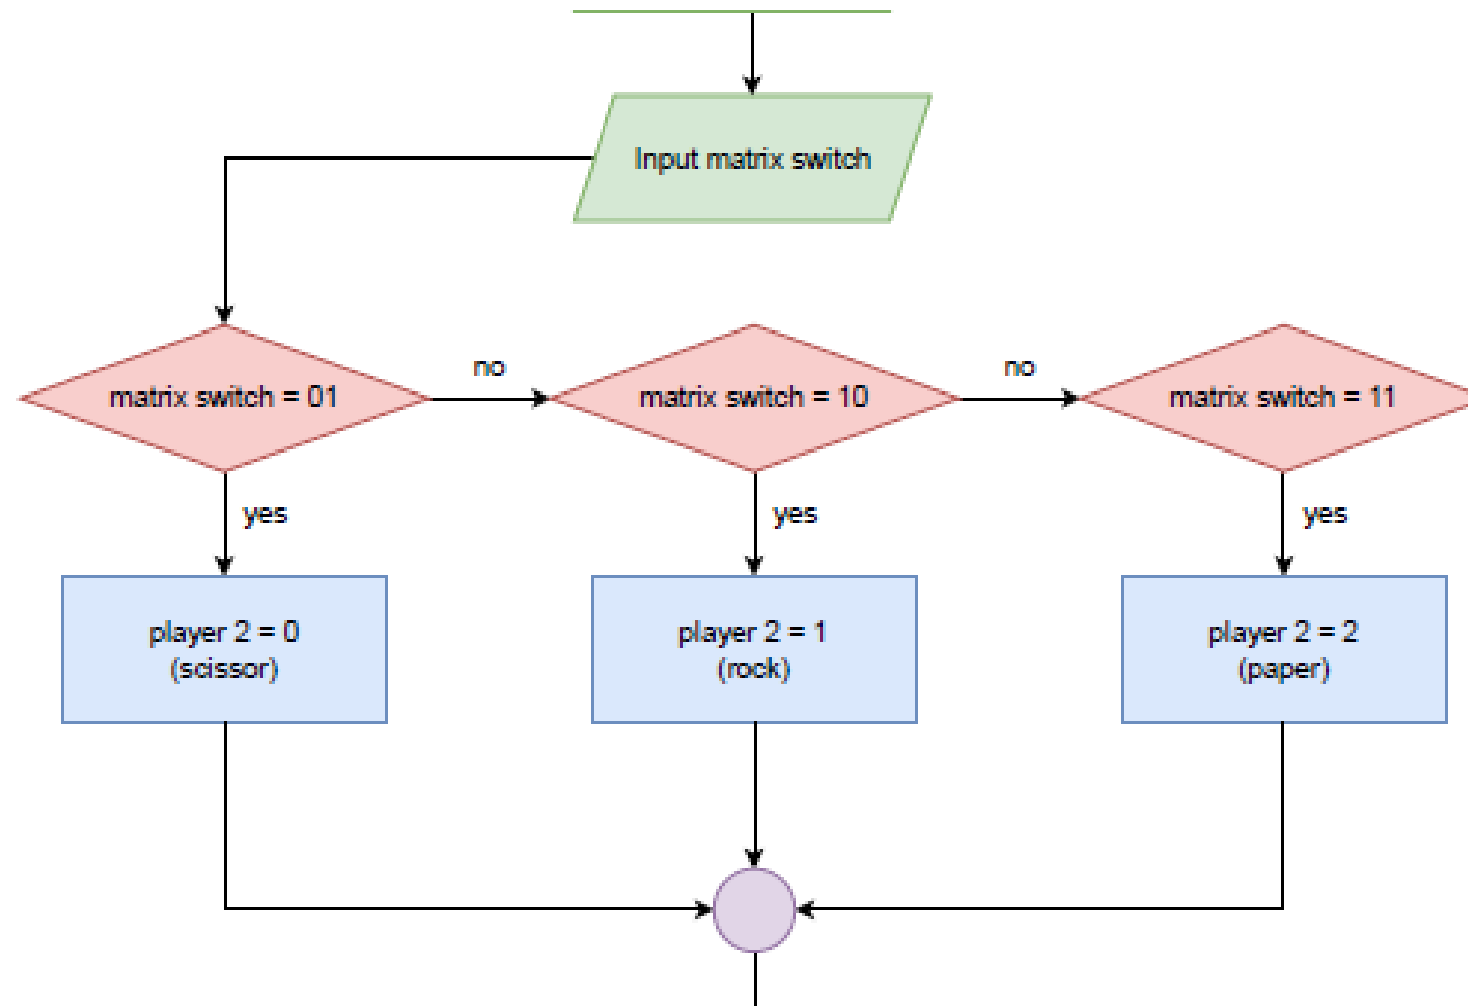 Input matrix switch
matrix switch = 01
no
matrix switch = 10
no
matrix switch = 11
yes
yes
yes
player 2 = 0
(scissor)
player 2 = 1
(rock)
player 2 = 2
(paper)